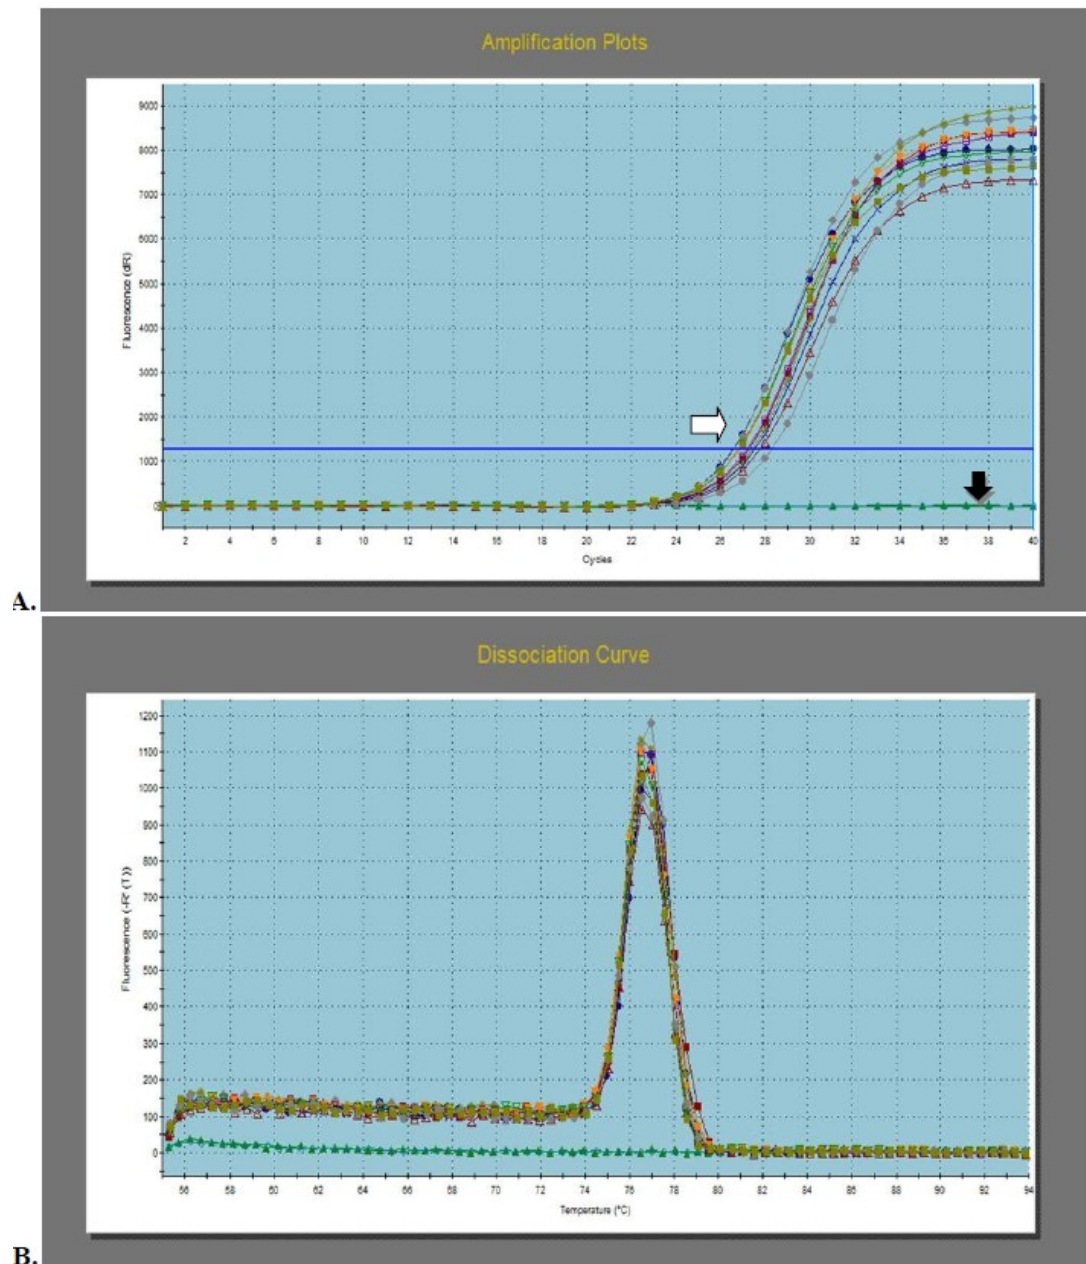 Amplification Plots
Fluorescence (dR)
9000
8000
7000
6000
5000
4000
3000
2000
1000
0
2 4 6 8 10 12 14 16 18 20 22 24 26 28 30 32 34 36 38 40
Cycles
A.
Dissociation Curve
Fluorescence (-R' (T))
1200
1100
1000
900
800
700
600
500
400
300
200
100
0
56 58 60 62 64 66 68 70 72 74 76 78 80 82 84 86 88 90 92 94
Temperature (°C)
B.